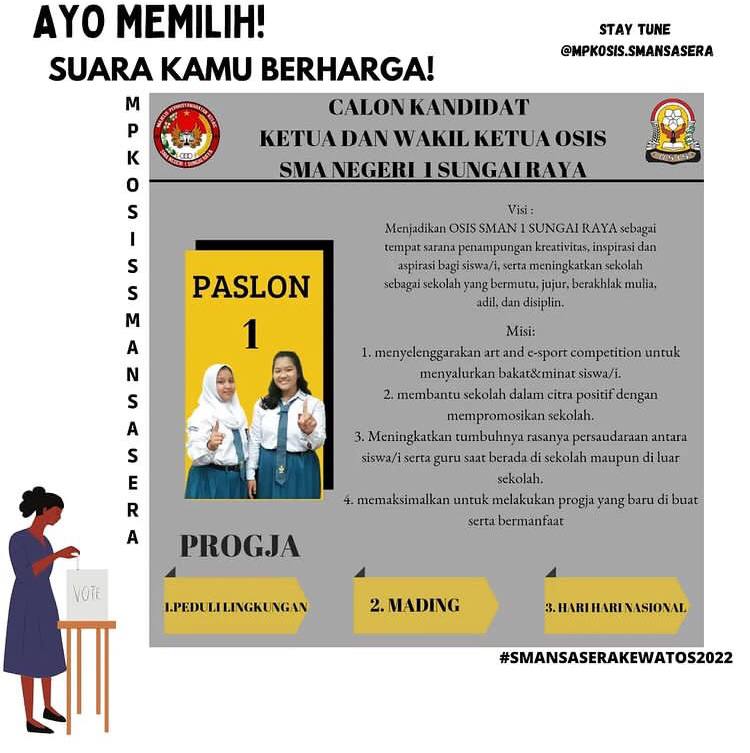 AYO MEMILIH!
SUARA KAMU BERHARGA!
STAY TUNE
@MPKOSIS.SMANSASERA
MPKOSISSMANSASERA
CALON KANDIDAT
KETUA DAN WAKIL KETUA OSIS
SMA NEGERI 1 SUNGAI RAYA
PASLON
1
Visi :
Menjadikan OSIS SMAN 1 SUNGAI RAYA sebagai
tempat sarana penampungan kreativitas, inspirasi dan
aspirasi bagi siswa/i, serta meningkatkan sekolah
sebagai sekolah yang bermutu, jujur, berakhlak mulia,
adil, dan disiplin.
Misi:
1. menyelenggarakan art and e-sport competition untuk
menyalurkan bakat&minat siswa/i.
2. membantu sekolah dalam citra positif dengan
mempromosikan sekolah.
3. Meningkatkan tumbuhnya rasanya persaudaraan antara
siswa/i serta guru saat berada di sekolah maupun di luar
sekolah.
4. memaksimalkan untuk melakukan progja yang baru di buat
serta bermanfaat
PROGJA
1.PEDULI LINGKUNGAN
2. MADING
3. HARI HARI NASIONAL
VOTE
#SMANSASERAKEWATOS2022